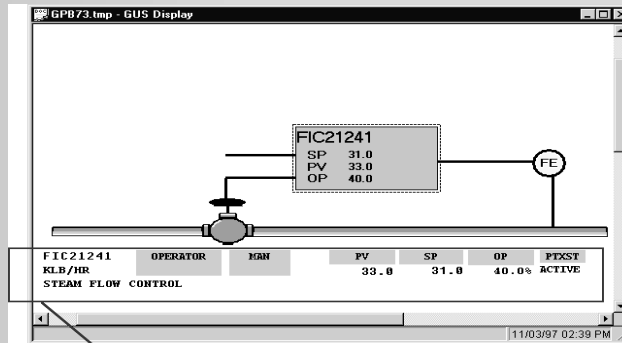 GPB73.tmp - GUS Display
FIC21241
SP 31.0
PV 33.0
OP 40.0
FE
FIC21241 OPERATOR MAN PV SP OP PTXST
KLB/HR 33.0 31.0 40.0% ACTIVE
STEAM FLOW CONTROL
11/03/97 02:39 PM